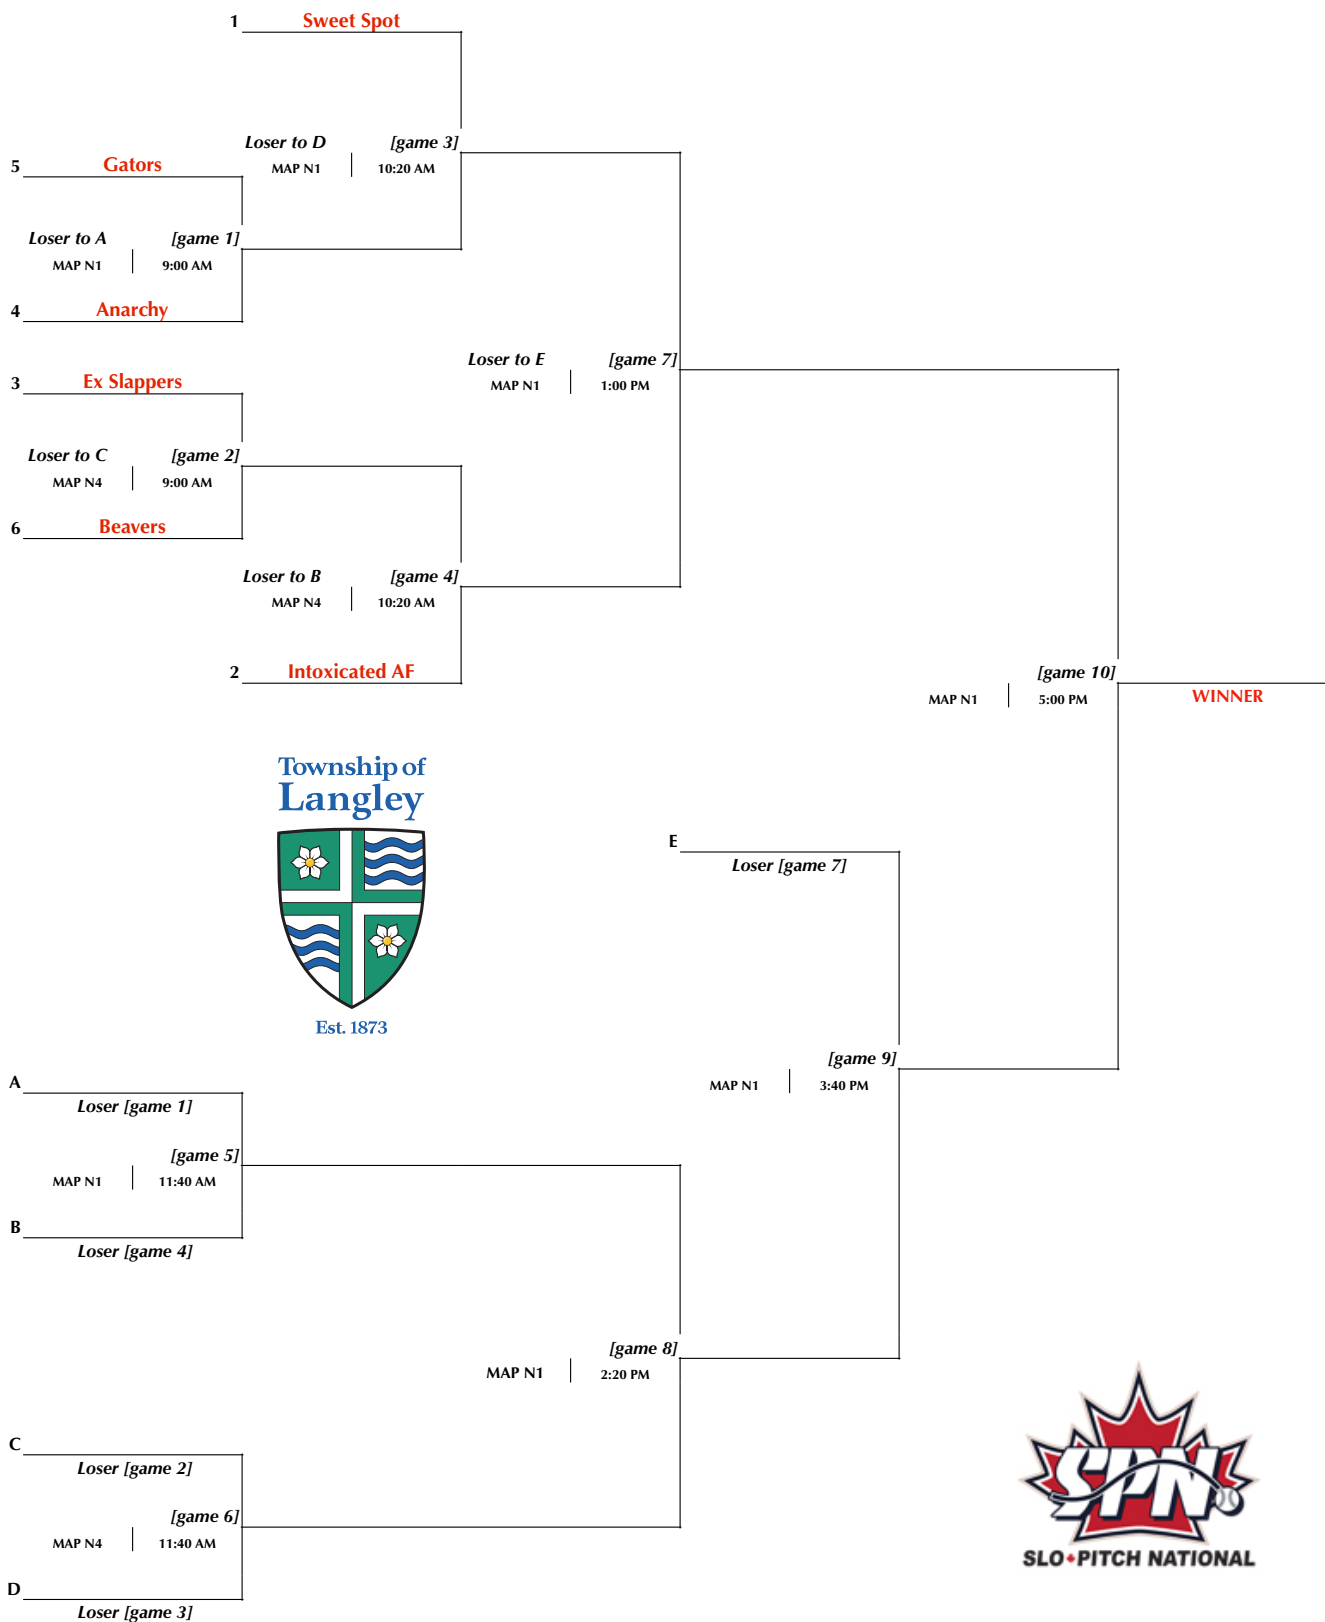 1 Sweet Spot
Loser to D [game 3]
MAP N1 10:20 AM
5 Gators
Loser to A [game 1]
MAP N1 9:00 AM
4 Anarchy
Loser to E [game 7]
MAP N1 1:00 PM
3 Ex Slappers
Loser to C [game 2]
MAP N4 9:00 AM
6 Beavers
Loser to B [game 4]
MAP N4 10:20 AM
2 Intoxicated AF
[game 10]
MAP N1 5:00 PM
WINNER
Township of
Langley
Est. 1873
E
Loser [game 7]
[game 9]
MAP N1 3:40 PM
A
Loser [game 1]
[game 5]
MAP N1 11:40 AM
B
Loser [game 4]
[game 8]
MAP N1 2:20 PM
C
Loser [game 2]
[game 6]
MAP N4 11:40 AM
D
Loser [game 3]
SPN
SLO PITCH NATIONAL